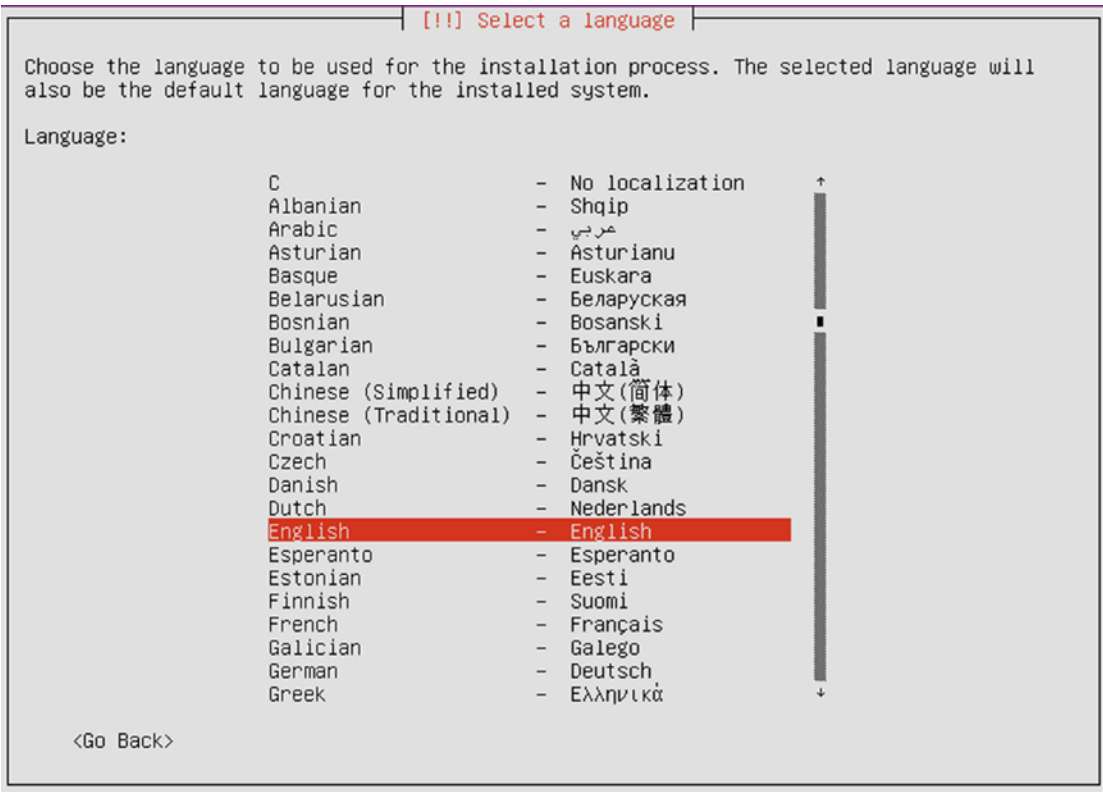 [!!] Select a language
Choose the language to be used for the installation process. The selected language will
also be the default language for the installed system.
Language:
C - No localization
Albanian - Shqip
Arabic - عربي
Asturian - Asturianu
Basque - Euskara
Belarusian - Беларуская
Bosnian - Bosanski
Bulgarian - Български
Catalan - Català
Chinese (Simplified) - 中文(简体)
Chinese (Traditional) - 中文(繁體)
Croatian - Hrvatski
Czech - Čeština
Danish - Dansk
Dutch - Nederlands
English - English
Esperanto - Esperanto
Estonian - Eesti
Finnish - Suomi
French - Français
Galician - Galego
German - Deutsch
Greek - Ελληνικά
<Go Back>